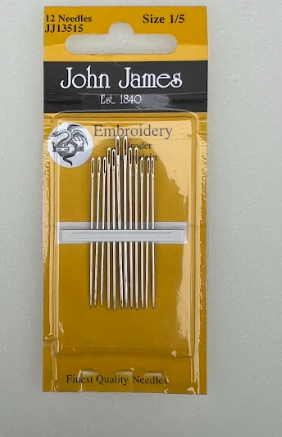 12 Needles Size 1/5
JJ13515
John James
Est. 1840
Embroidery
Finest Quality Needles